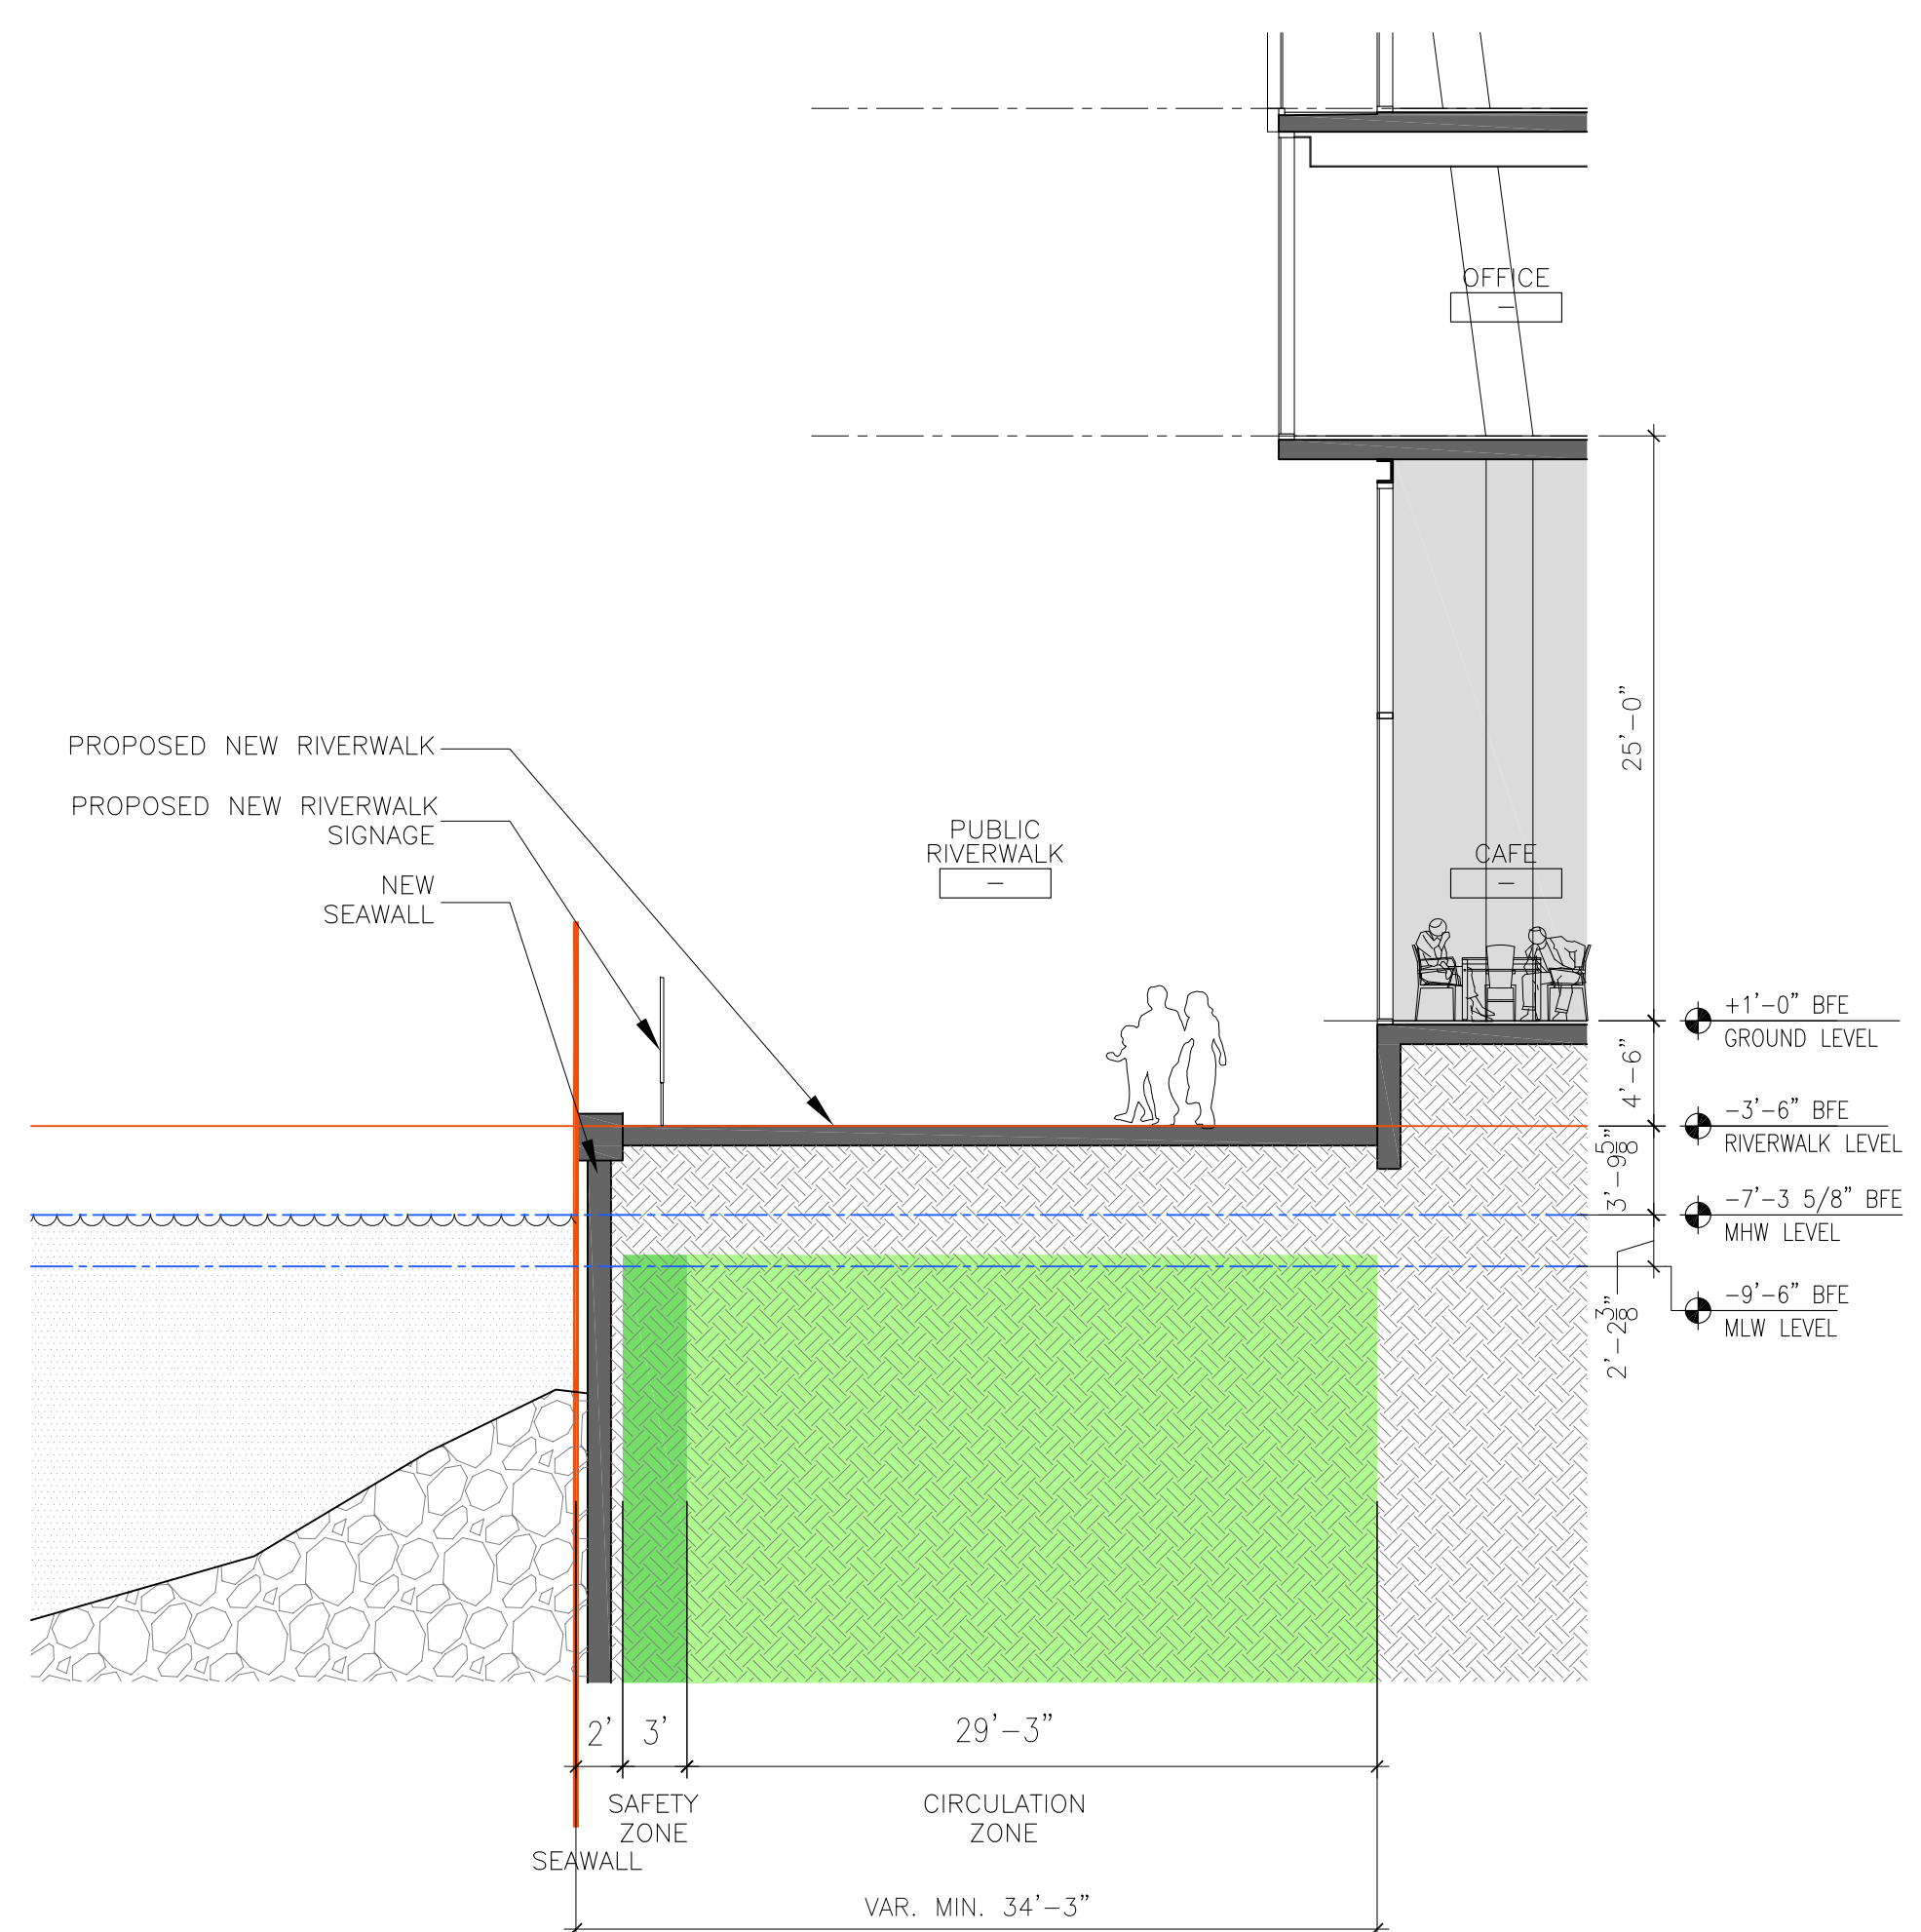 OFFICE
–
25'–0"
PROPOSED NEW RIVERWALK
PROPOSED NEW RIVERWALK
SIGNAGE
NEW
SEAWALL
PUBLIC
RIVERWALK
–
CAFE
–
+1'–0" BFE
GROUND LEVEL
4'–6"
–3'–6" BFE
RIVERWALK LEVEL
3'–9 5/8"
–7'–3 5/8" BFE
MHW LEVEL
2'–2 3/8"
–9'–6" BFE
MLW LEVEL
2' 3' 29'–3"
SAFETY
ZONE
CIRCULATION
ZONE
SEAWALL
VAR. MIN. 34'–3"